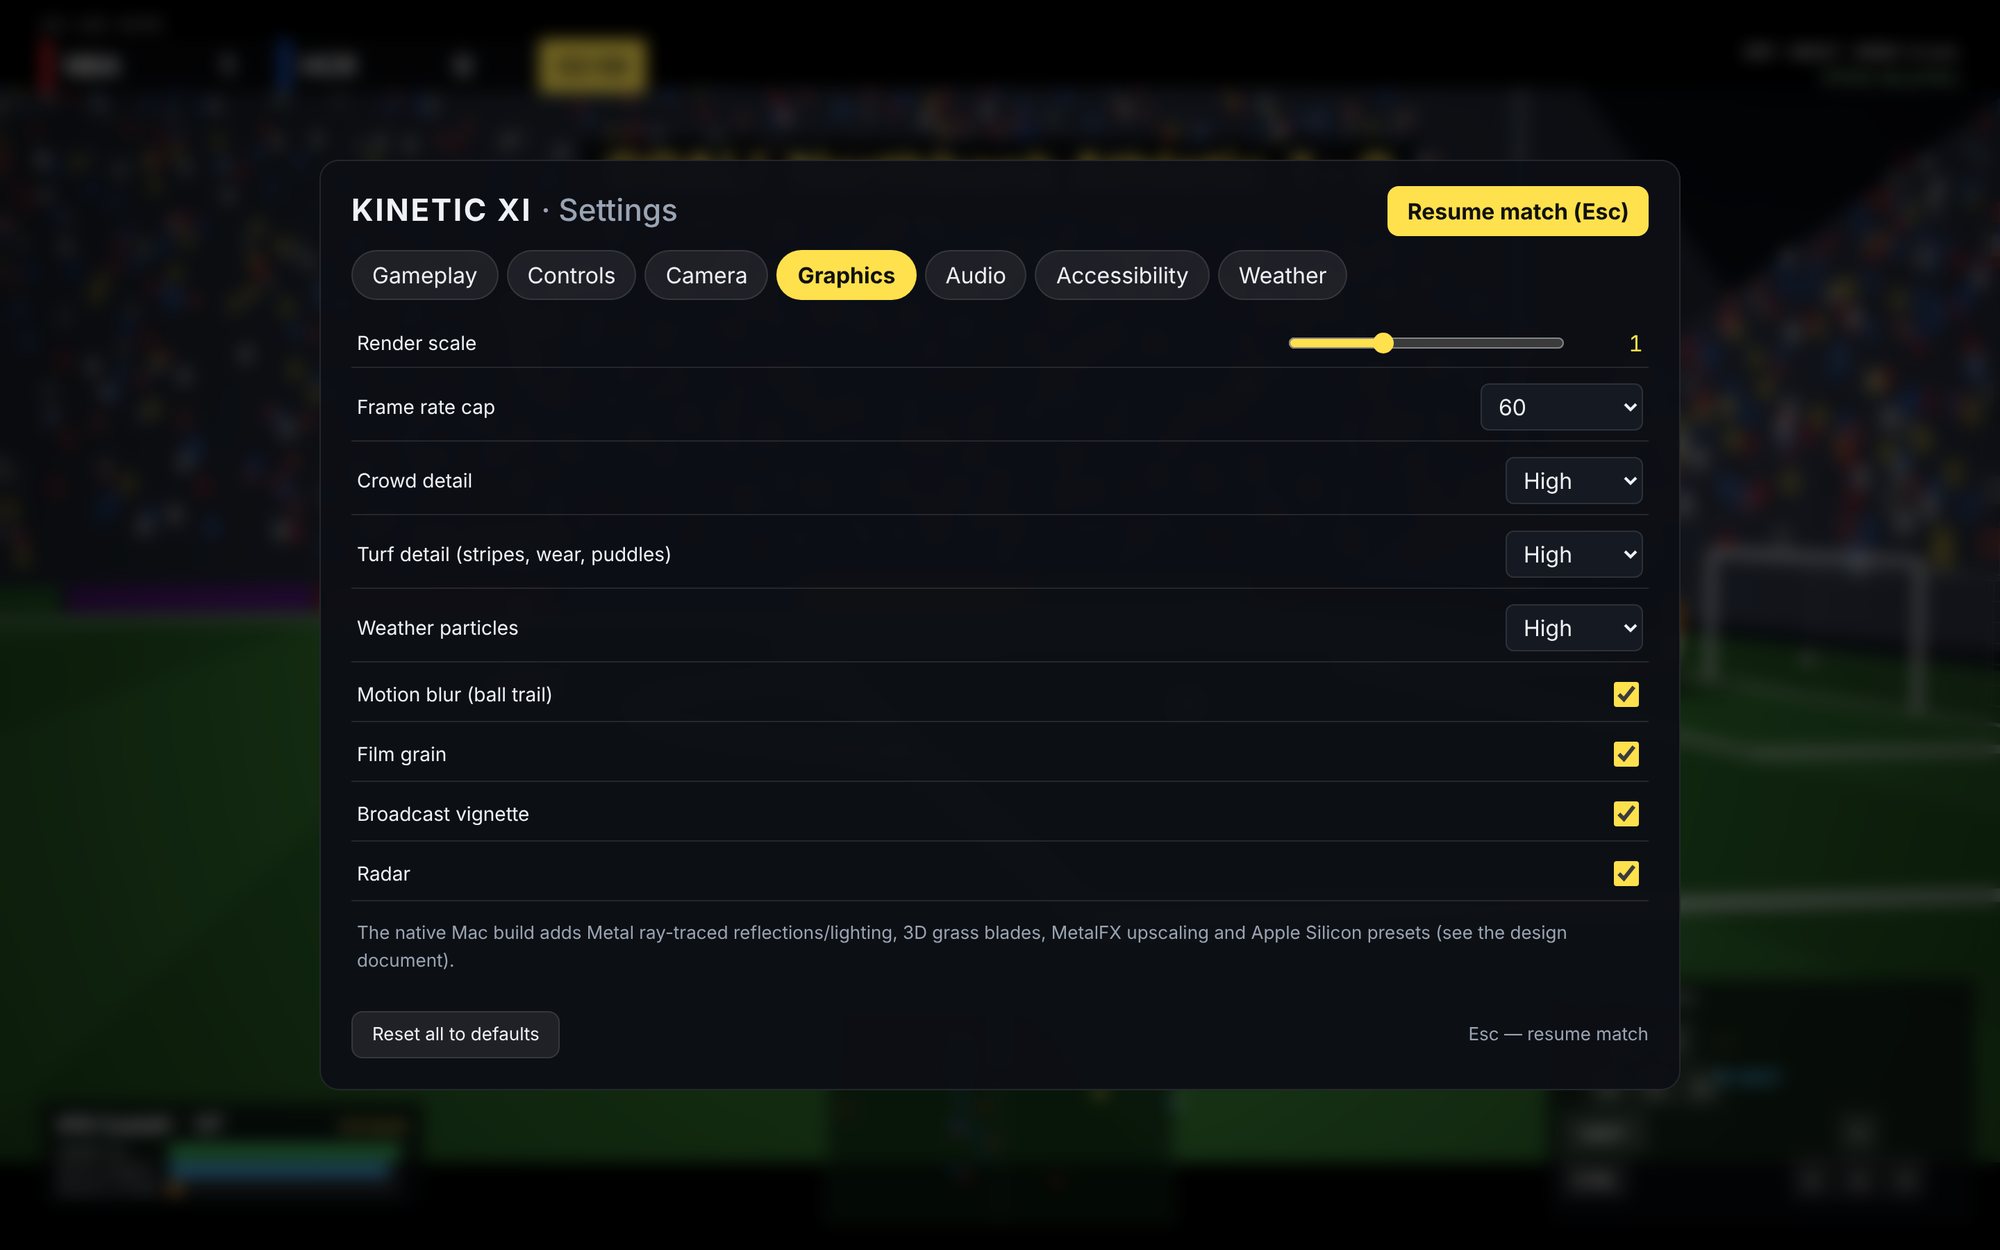 KINETIC XI · Settings
Resume match (Esc)
Gameplay Controls Camera Graphics Audio Accessibility Weather
Render scale 1
Frame rate cap 60
Crowd detail High
Turf detail (stripes, wear, puddles) High
Weather particles High
Motion blur (ball trail)
Film grain
Broadcast vignette
Radar
The native Mac build adds Metal ray-traced reflections/lighting, 3D grass blades, MetalFX upscaling and Apple Silicon presets (see the design
document).
Reset all to defaults
Esc — resume match